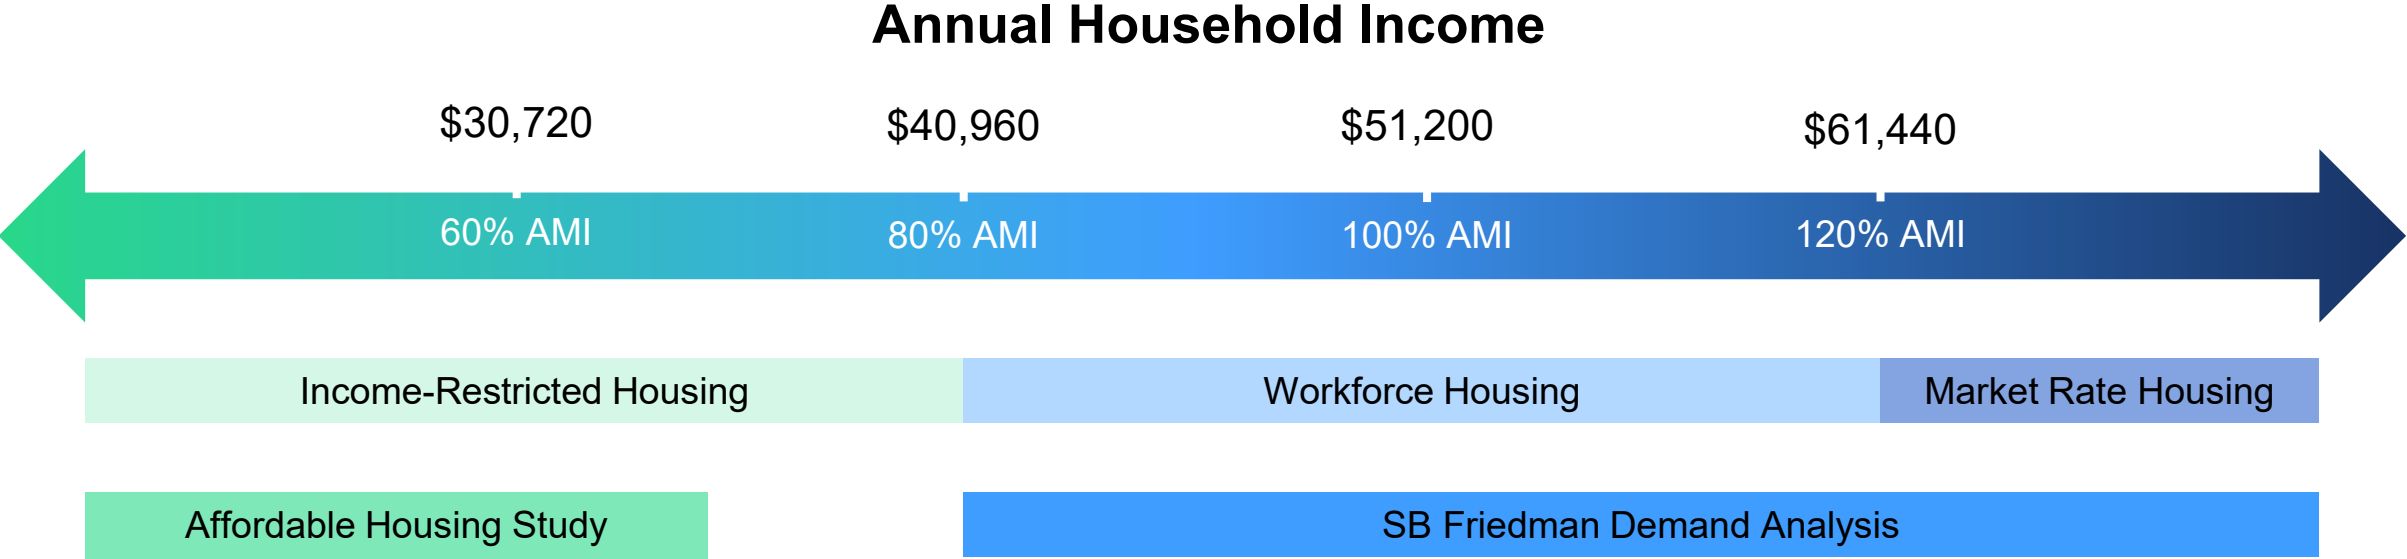 Annual Household Income
$30,720 $40,960 $51,200 $61,440
60% AMI 80% AMI 100% AMI 120% AMI
Income-Restricted Housing Workforce Housing Market Rate Housing
Affordable Housing Study SB Friedman Demand Analysis